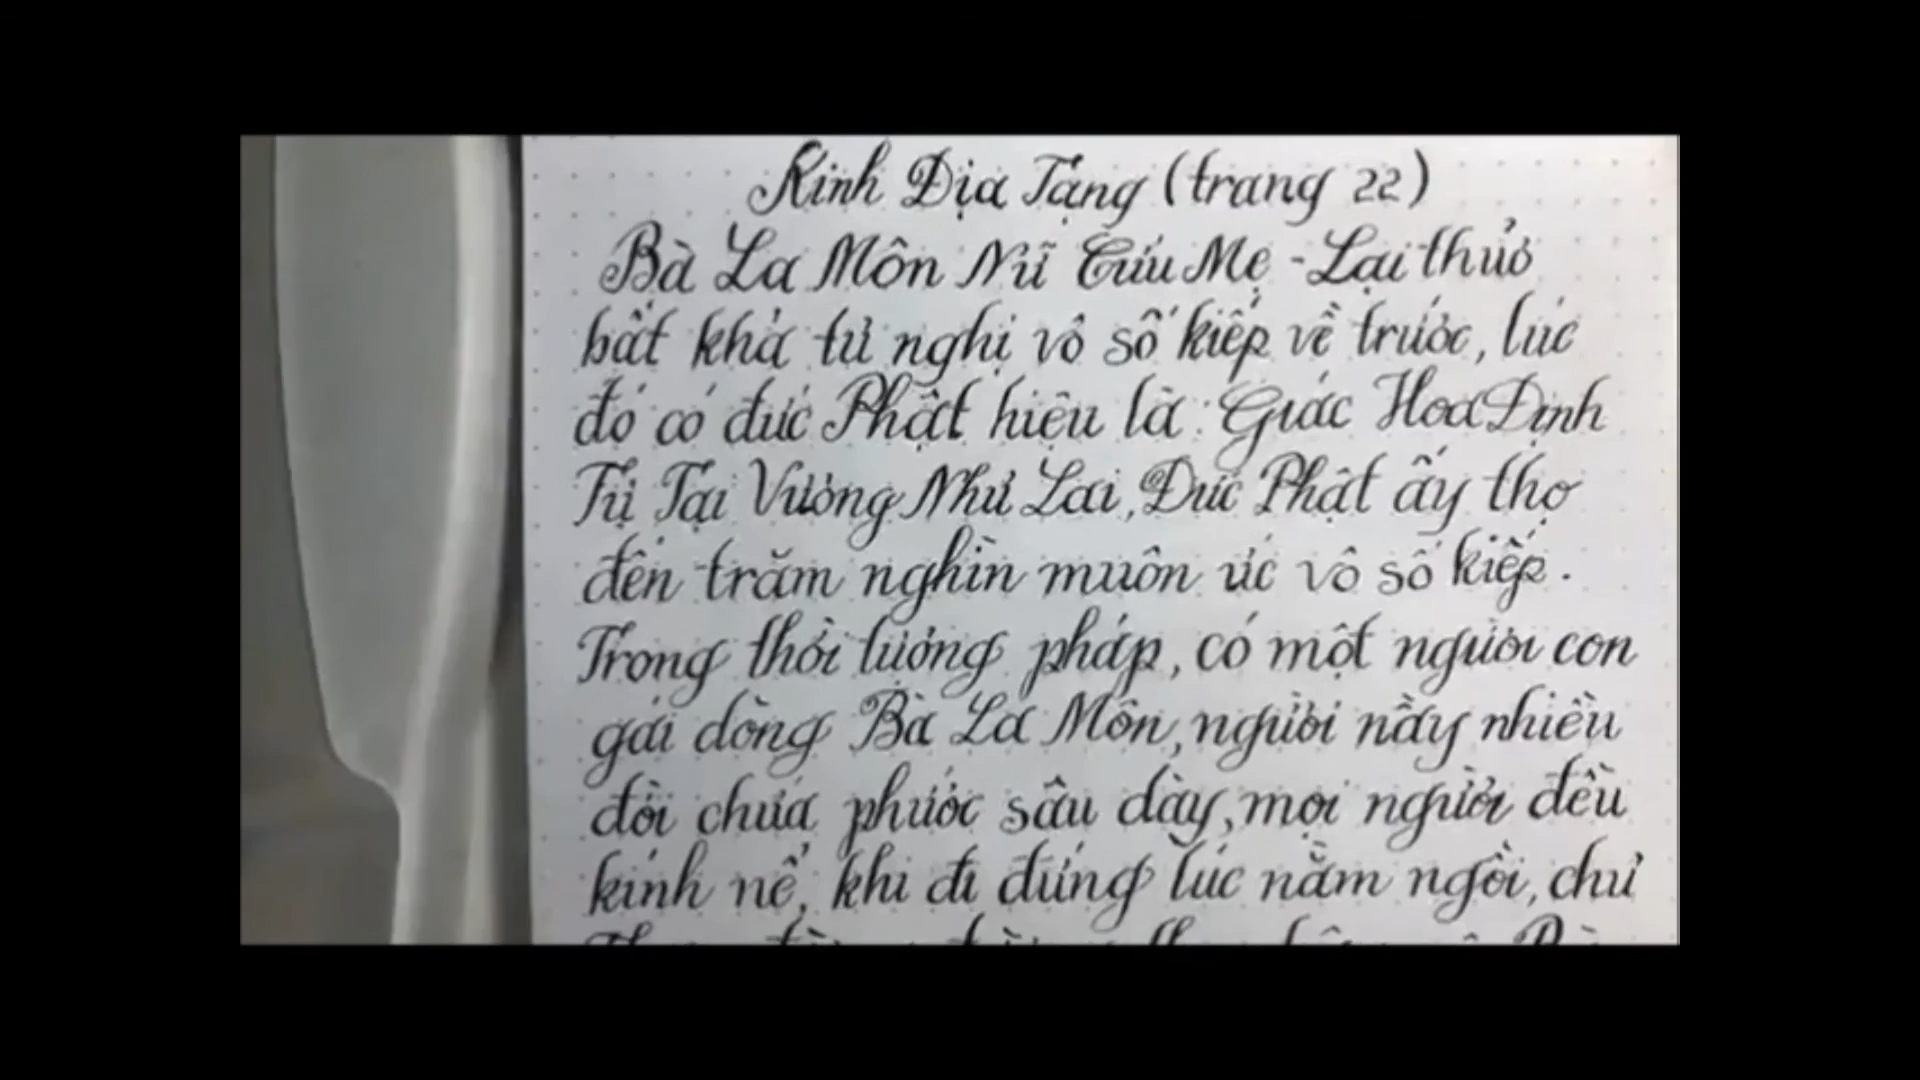 Kinh Địa Tạng (trang 22)
Bà La Môn Nữ Cứu Mẹ - Lại thuở
bất khả tư nghị vô số kiếp về trước, lúc
đó có đức Phật hiệu là: Giác Hoa Định
Tự Tại Vương Như Lai, Đức Phật ấy thọ
đến trăm nghìn muôn ức vô số kiếp.
Trong thời tượng pháp, có một người con
gái dòng Bà La Môn, người nầy nhiều
đời chứa phước sâu dày, mọi người đều
kính nể, khi đi đứng lúc nằm ngồi, chư